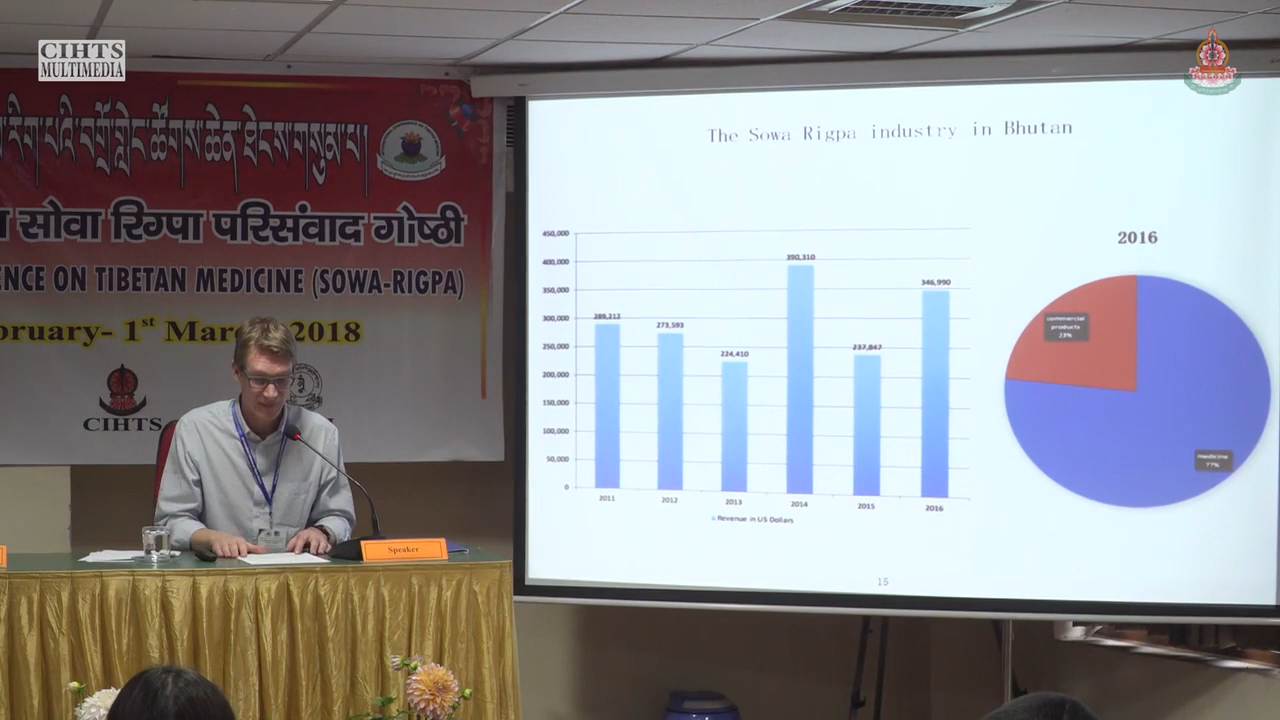 CIHTS
MULTIMEDIA
सोवा रिग्पा परिसंवाद गोष्ठी
ENCE ON TIBETAN MEDICINE (SOWA-RIGPA)
bruary- 1st Mar 2018
CIHTS
Speaker
The Sowa Rigpa industry in Bhutan
450,000
400,000
350,000
300,000
250,000
200,000
150,000
100,000
50,000
0
289,212
273,593
224,410
390,310
237,847
346,990
2011
2012
2013
2014
2015
2016
Revenue in US Dollars
2016
commercial
products
23%
medicine
77%
15